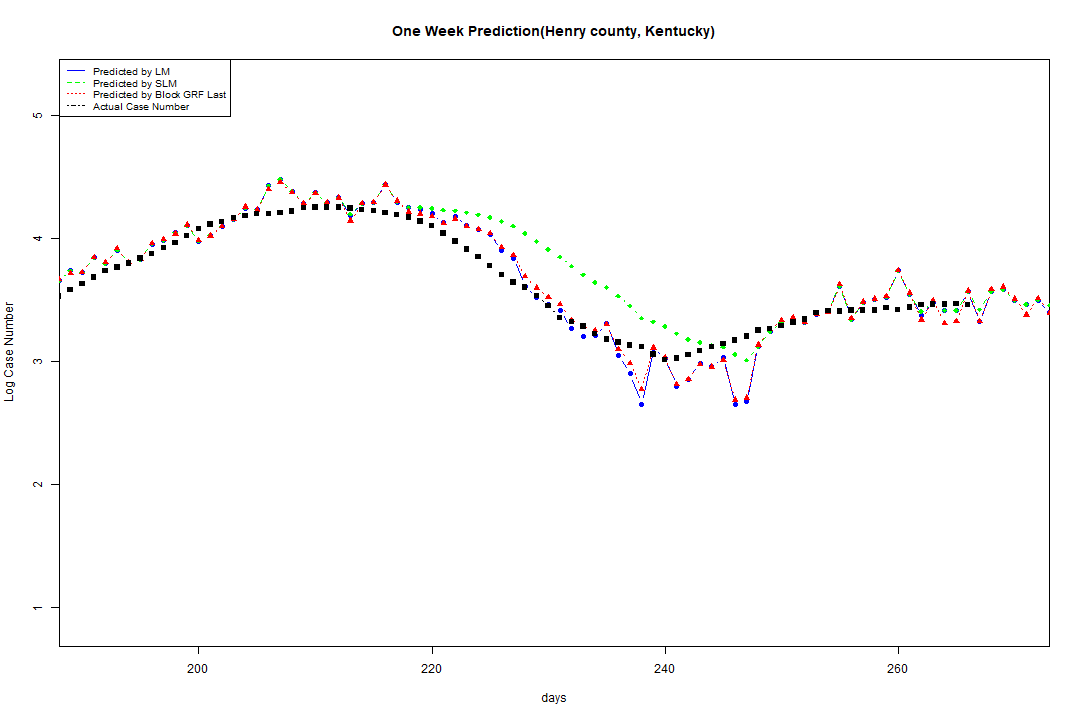 One Week Prediction(Henry county, Kentucky)
Predicted by LM
Predicted by SLM
Predicted by Block GRF Last
Actual Case Number
5
4
3
2
1
Log Case Number
200 220 240 260
days